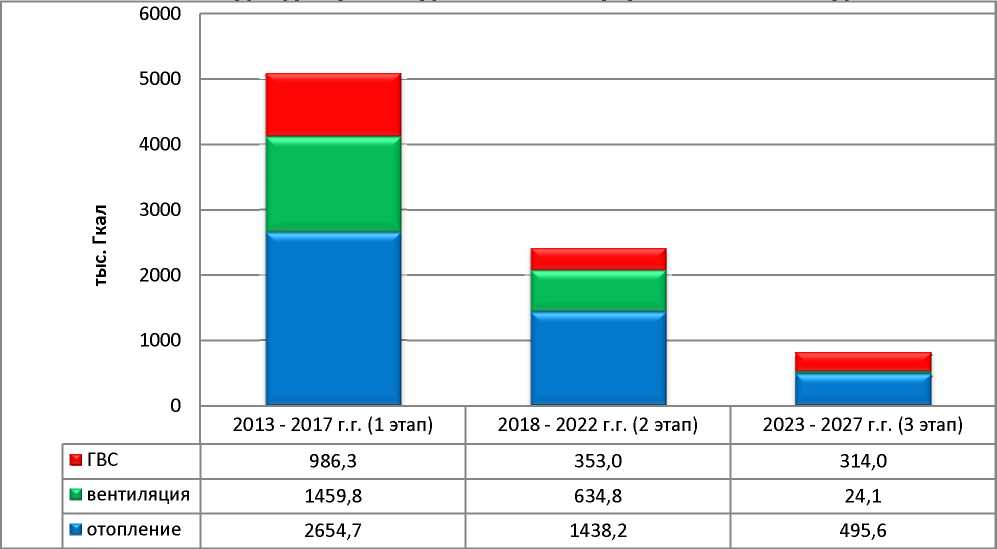 6000
5000
4000
3000
2000
1000
0
тыс. Гкал
2013 - 2017 г.г. (1 этап) 2018 - 2022 г.г. (2 этап) 2023 - 2027 г.г. (3 этап)
ГВС 986,3 353,0 314,0
вентиляция 1459,8 634,8 24,1
отопление 2654,7 1438,2 495,6